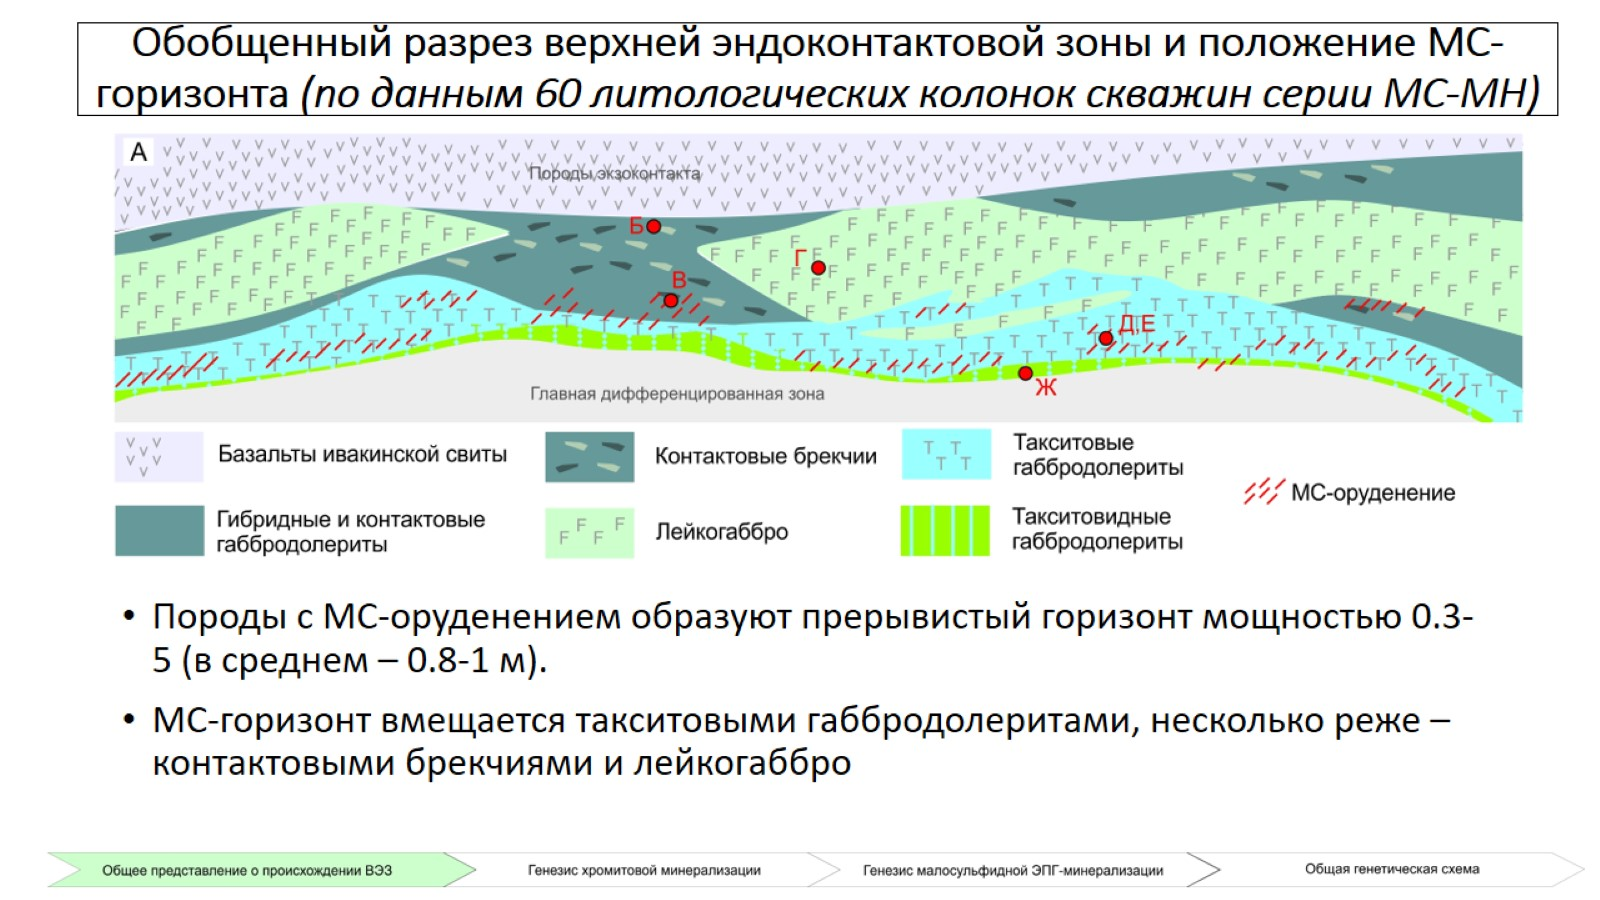 Обобщенный разрез верхней эндоконтактовой зоны и положение МС-
горизонта (по данным 60 литологических колонок скважин серии МС-МН)
А
Породы экзоконтакта
Б
Г
В
Д,Е
Ж
Главная дифференцированная зона
Базальты ивакинской свиты
Контактовые брекчии
Такситовые
габбродолериты
МС-оруденение
Гибридные и контактовые
габбродолериты
Лейкогаббро
Такситовидные
габбродолериты
• Породы с МС-оруденением образуют прерывистый горизонт мощностью 0.3-
5 (в среднем – 0.8-1 м).
• МС-горизонт вмещается такситовыми габбродолеритами, несколько реже –
контактовыми брекчиями и лейкогаббро
Общее представление о происхождении ВЭЗ
Генезис хромитовой минерализации
Генезис малосульфидной ЭПГ-минерализации
Общая генетическая схема